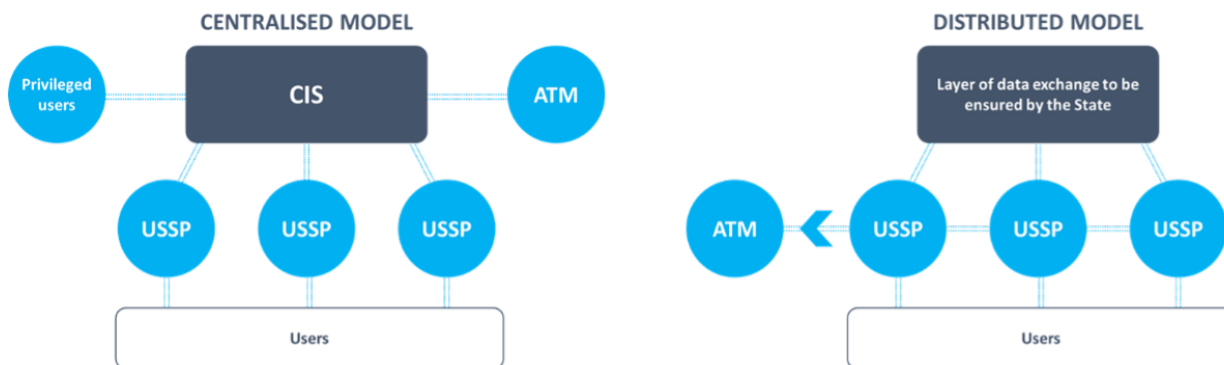 CENTRALISED MODEL
Privileged
users
CIS
ATM
USSP
USSP
USSP
Users
DISTRIBUTED MODEL
Layer of data exchange to be
ensured by the State
ATM
USSP
USSP
USSP
Users